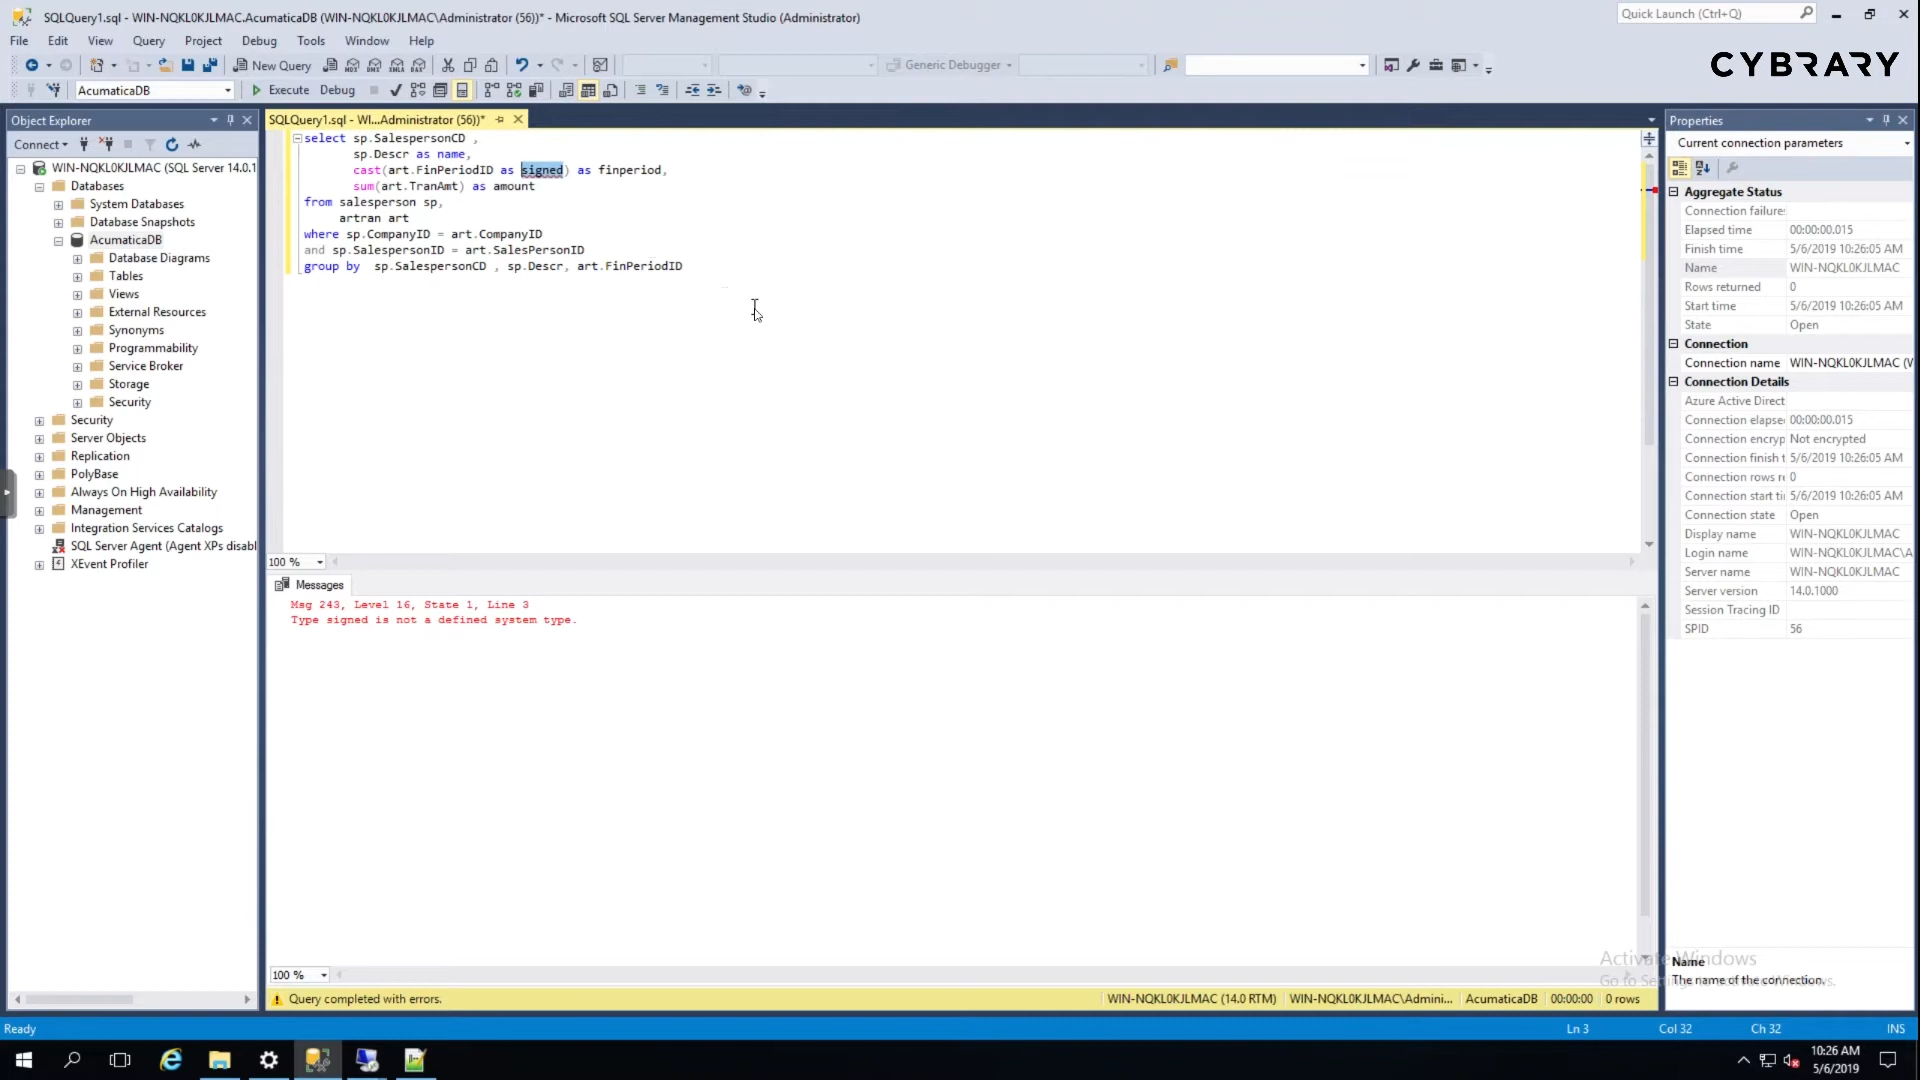 SQLQuery1.sql - WIN-NQKL0KJLMAC.AcumaticaDB (WIN-NQKL0KJLMAC\Administrator (56))* - Microsoft SQL Server Management Studio (Administrator)
Quick Launch (Ctrl+Q)
File Edit View Query Project Debug Tools Window Help
New Query
Generic Debugger
CYBRARY
AcumaticaDB
Execute Debug
Object Explorer
Connect
WIN-NQKL0KJLMAC (SQL Server 14.0.1
Databases
System Databases
Database Snapshots
AcumaticaDB
Database Diagrams
Tables
Views
External Resources
Synonyms
Programmability
Service Broker
Storage
Security
Security
Server Objects
Replication
PolyBase
Always On High Availability
Management
Integration Services Catalogs
SQL Server Agent (Agent XPs disabl
XEvent Profiler
SQLQuery1.sql - WI...Administrator (56))*
select sp.SalespersonCD ,
sp.Descr as name,
cast(art.FinPeriodID as signed) as finperiod,
sum(art.TranAmt) as amount
from salesperson sp,
artran art
where sp.CompanyID = art.CompanyID
and sp.SalespersonID = art.SalesPersonID
group by sp.SalespersonCD , sp.Descr, art.FinPeriodID
100 %
Messages
Msg 243, Level 16, State 1, Line 3
Type signed is not a defined system type.
100 %
Query completed with errors.
WIN-NQKL0KJLMAC (14.0 RTM) WIN-NQKL0KJLMAC\Admini... AcumaticaDB 00:00:00 0 rows
Properties
Current connection parameters
Aggregate Status
Connection failure:
Elapsed time 00:00:00.015
Finish time 5/6/2019 10:26:05 AM
Name WIN-NQKL0KJLMAC
Rows returned 0
Start time 5/6/2019 10:26:05 AM
State Open
Connection
Connection name WIN-NQKL0KJLMAC (V
Connection Details
Azure Active Direct
Connection elapse 00:00:00.015
Connection encryp Not encrypted
Connection finish t 5/6/2019 10:26:05 AM
Connection rows re 0
Connection start ti 5/6/2019 10:26:05 AM
Connection state Open
Display name WIN-NQKL0KJLMAC
Login name WIN-NQKL0KJLMAC\A
Server name WIN-NQKL0KJLMAC
Server version 14.0.1000
Session Tracing ID
SPID 56
Activate Windows
Name
The name of the connection.
Ready
Ln 3 Col 32 Ch 32 INS
10:26 AM
5/6/2019